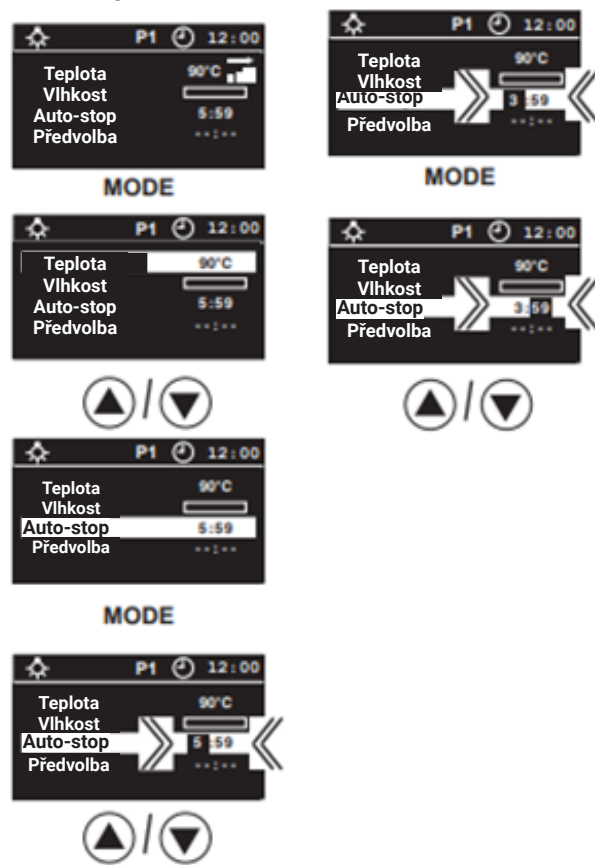 P1 12:00
Teplota 90°C
Vlhkost
Auto-stop 5:59
Předvolba --:--
MODE
P1 12:00
Teplota 90°C
Vlhkost
Auto-stop 5:59
Předvolba --:--
/
P1 12:00
Teplota 90°C
Vlhkost
Auto-stop 5:59
Předvolba --:--
MODE
P1 12:00
Teplota 90°C
Vlhkost
Auto-stop 5:59
Předvolba --:--
/
P1 12:00
Teplota 90°C
Vlhkost
Auto-stop 3:59
Předvolba --:--
MODE
P1 12:00
Teplota 90°C
Vlhkost
Auto-stop 3:59
Předvolba --:--
/